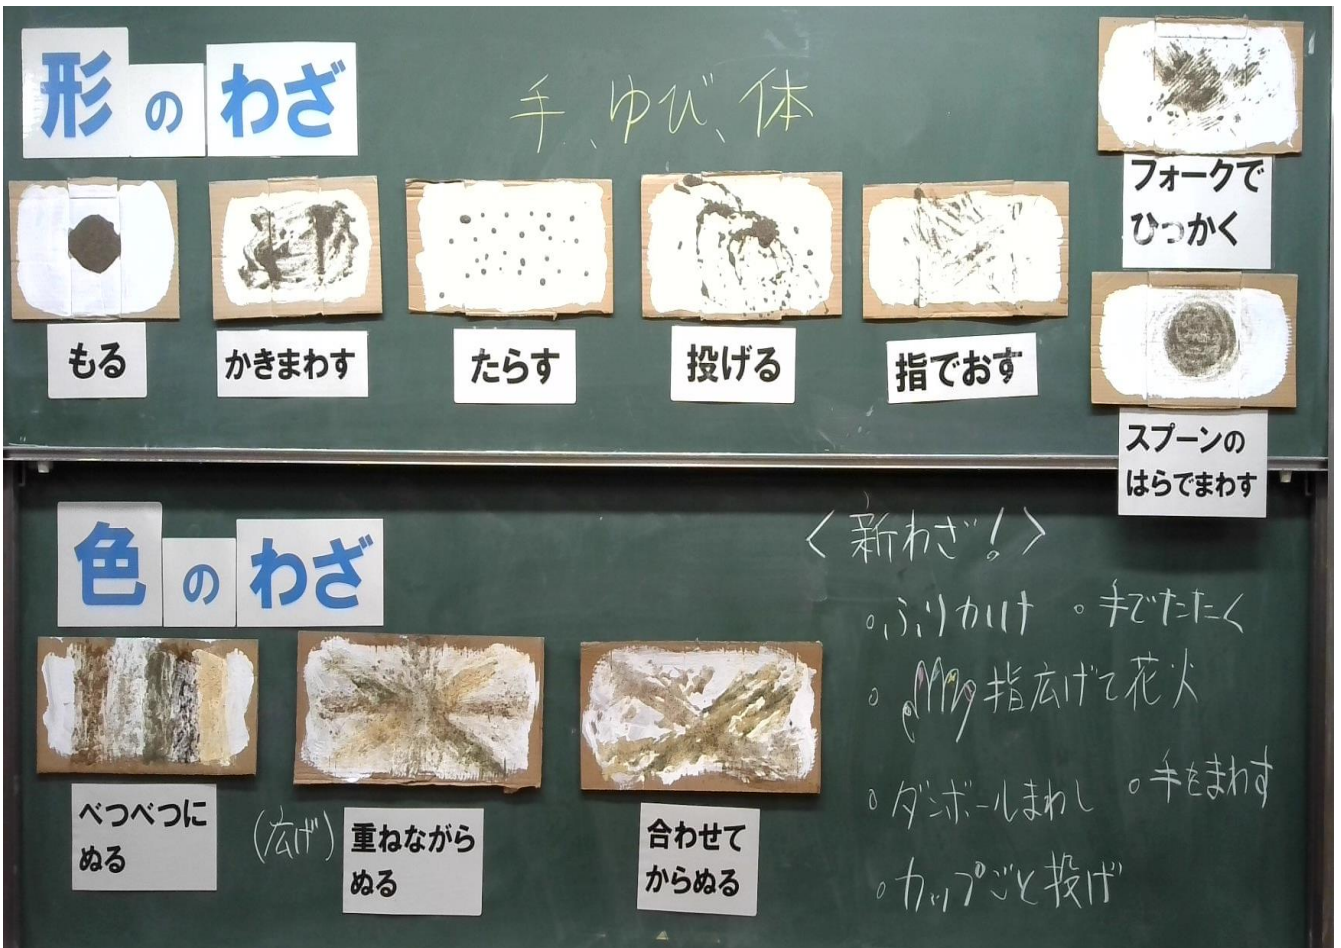 形のわざ
手、ゆび、体
もる
かきまわす
たらす
投げる
指でおす
フォークで
ひっかく
スプーンの
はらでまわす
色のわざ
べつべつに
ぬる
(広げ)
重ねながら
ぬる
合わせて
からぬる
〈新わざ!〉
。ふりかけ
。手でたたく
。指広げて花火
。ダンボールまわし
。手をまわす
。カップごと投げ